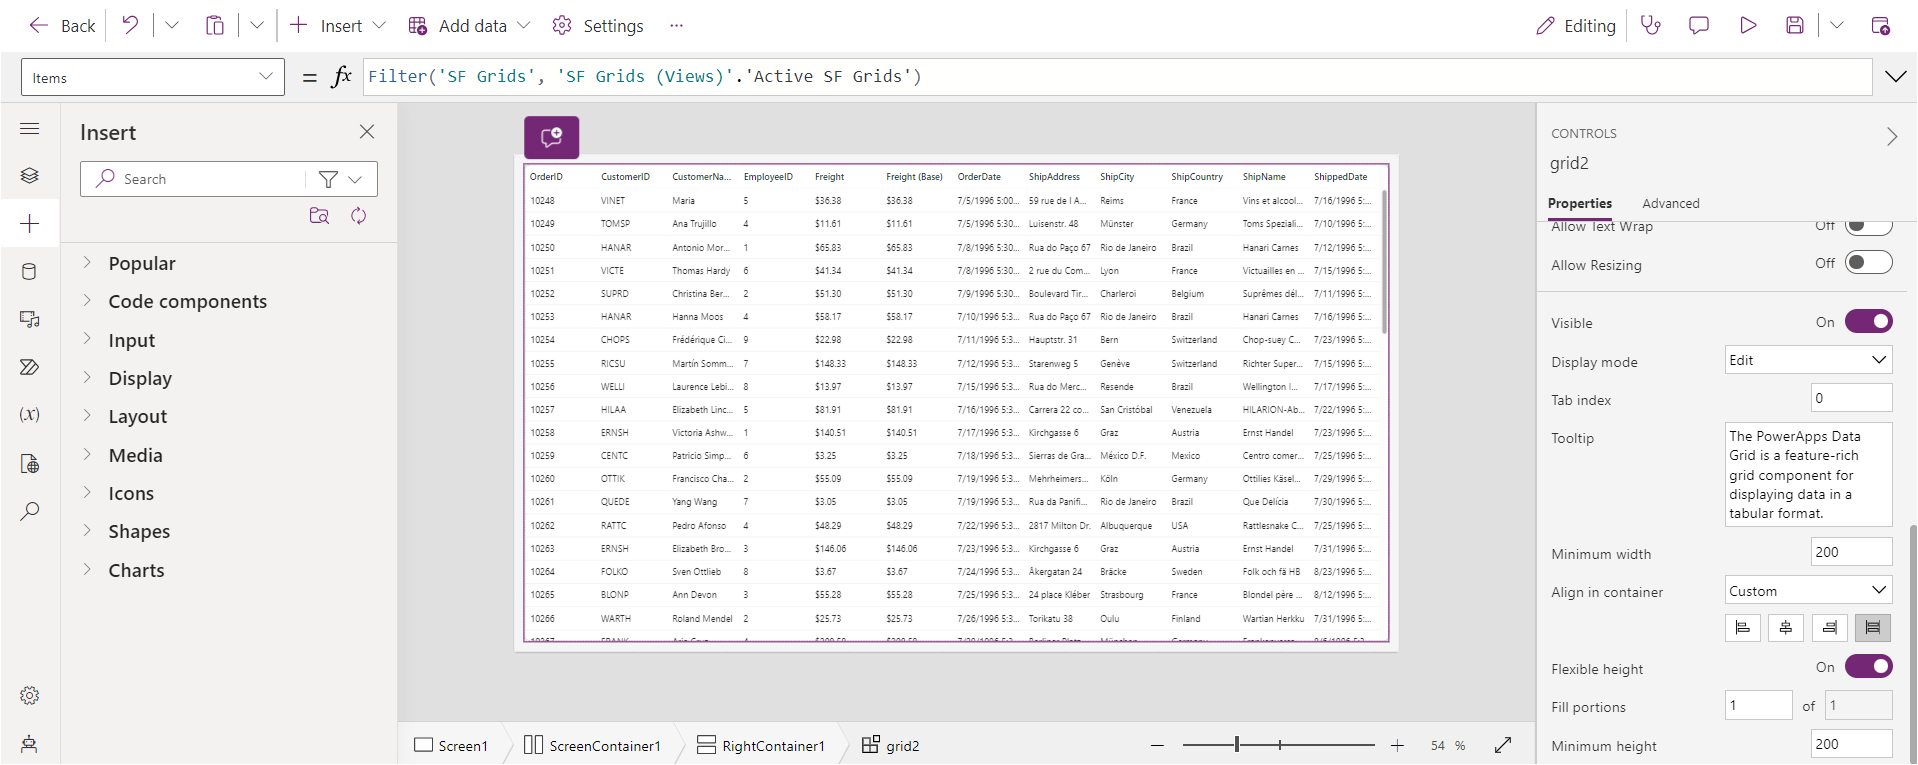 Back Insert Add data Settings ··· Editing
Items = fx Filter('SF Grids', 'SF Grids (Views)'.'Active SF Grids')
Insert
Search
Popular
Code components
Input
Display
Layout
Media
Icons
Shapes
Charts
(x)
OrderID CustomerID CustomerNa... EmployeeID Freight Freight (Base) OrderDate ShipAddress ShipCity ShipCountry ShipName ShippedDate
10248 VINET Maria 5 $36.38 $36.38 7/5/1996 5:00... 59 rue de l A... Reims France Vins et alcool... 7/16/1996 5:...
10249 TOMSP Ana Trujillo 4 $11.61 $11.61 7/5/1996 5:30... Luisenstr. 48 Münster Germany Toms Speziali... 7/10/1996 5:...
10250 HANAR Antonio Mor... 1 $65.83 $65.83 7/8/1996 5:30... Rua do Paço 67 Rio de Janeiro Brazil Hanari Carnes 7/12/1996 5:...
10251 VICTE Thomas Hardy 6 $41.34 $41.34 7/8/1996 5:30... 2 rue du Com... Lyon France Victuailles en ... 7/15/1996 5:...
10252 SUPRD Christina Ber... 2 $51.30 $51.30 7/9/1996 5:30... Boulevard Tir... Charleroi Belgium Suprêmes dél... 7/11/1996 5:...
10253 HANAR Hanna Moos 4 $58.17 $58.17 7/10/1996 5:3... Rua do Paço 67 Rio de Janeiro Brazil Hanari Carnes 7/16/1996 5:...
10254 CHOPS Frédérique Ci... 9 $22.98 $22.98 7/11/1996 5:3... Hauptstr. 31 Bern Switzerland Chop-suey C... 7/23/1996 5:...
10255 RICSU Martín Somm... 7 $148.33 $148.33 7/12/1996 5:3... Starenweg 5 Genève Switzerland Richter Super... 7/15/1996 5:...
10256 WELLI Laurence Lebi... 8 $13.97 $13.97 7/15/1996 5:3... Rua do Merc... Resende Brazil Wellington I... 7/17/1996 5:...
10257 HILAA Elizabeth Linc... 5 $81.91 $81.91 7/16/1996 5:3... Carrera 22 co... San Cristóbal Venezuela HILARION-Ab... 7/22/1996 5:...
10258 ERNSH Victoria Ashw... 1 $140.51 $140.51 7/17/1996 5:3... Kirchgasse 6 Graz Austria Ernst Handel 7/23/1996 5:...
10259 CENTC Patricio Simp... 6 $3.25 $3.25 7/18/1996 5:3... Sierras de Gra... México D.F. Mexico Centro comer... 7/25/1996 5:...
10260 OTTIK Francisco Cha... 2 $55.09 $55.09 7/19/1996 5:3... Mehrheimers... Köln Germany Ottilies Käsel... 7/29/1996 5:...
10261 QUEDE Yang Wang 7 $3.05 $3.05 7/19/1996 5:3... Rua da Panifi... Rio de Janeiro Brazil Que Delícia 7/30/1996 5:...
10262 RATTC Pedro Afonso 4 $48.29 $48.29 7/22/1996 5:3... 2817 Milton Dr. Albuquerque USA Rattlesnake C... 7/25/1996 5:...
10263 ERNSH Elizabeth Bro... 3 $146.06 $146.06 7/23/1996 5:3... Kirchgasse 6 Graz Austria Ernst Handel 7/31/1996 5:...
10264 FOLKO Sven Ottlieb 8 $3.67 $3.67 7/24/1996 5:3... Åkergatan 24 Bräcke Sweden Folk och fä HB 8/23/1996 5:...
10265 BLONP Ann Devon 3 $55.28 $55.28 7/25/1996 5:3... 24 place Kléber Strasbourg France Blondel père ... 8/12/1996 5:...
10266 WARTH Roland Mendel 2 $25.73 $25.73 7/26/1996 5:3... Torikatu 38 Oulu Finland Wartian Herkku 7/31/1996 5:...
Screen1 ScreenContainer1 RightContainer1 grid2 54 %
CONTROLS
grid2
Properties Advanced
Allow Text Wrap Off
Allow Resizing Off
Visible On
Display mode Edit
Tab index 0
Tooltip The PowerApps Data
Grid is a feature-rich
grid component for
displaying data in a
tabular format.
Minimum width 200
Align in container Custom
Flexible height On
Fill portions 1 of 1
Minimum height 200